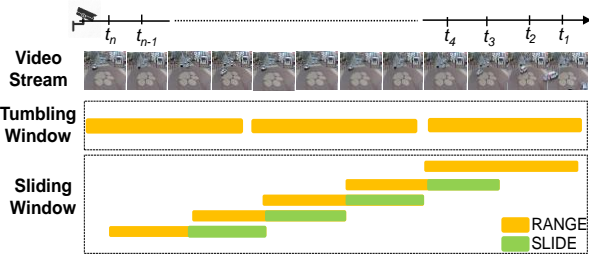 t_n t_{n-1} t_4 t_3 t_2 t_1
Video
Stream
Tumbling
Window
Sliding
Window
RANGE
SLIDE